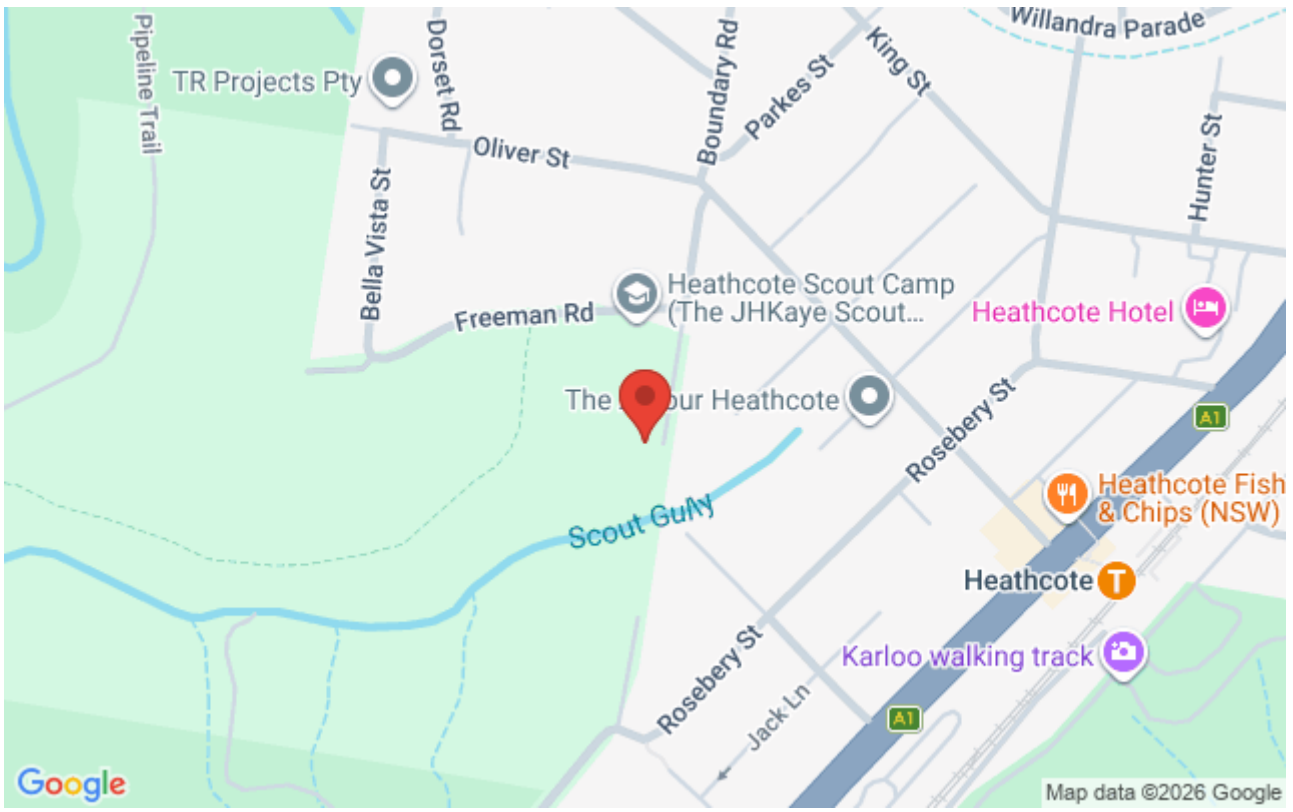 Willandra Parade
Pipeline Trail
TR Projects Pty
Dorset Rd
Boundary Rd
Parkes St
King St
Hunter St
Oliver St
Bella Vista St
Heathcote Scout Camp
(The JHKaye Scout...
Freeman Rd
Heathcote Hotel
The
our Heathcote
Rosebery St
A1
Heathcote Fish
& Chips (NSW)
Scout Gully
Heathcote
T
Karloo walking track
Rosebery St
Jack Ln
A1
Google
Map data ©2026 Google